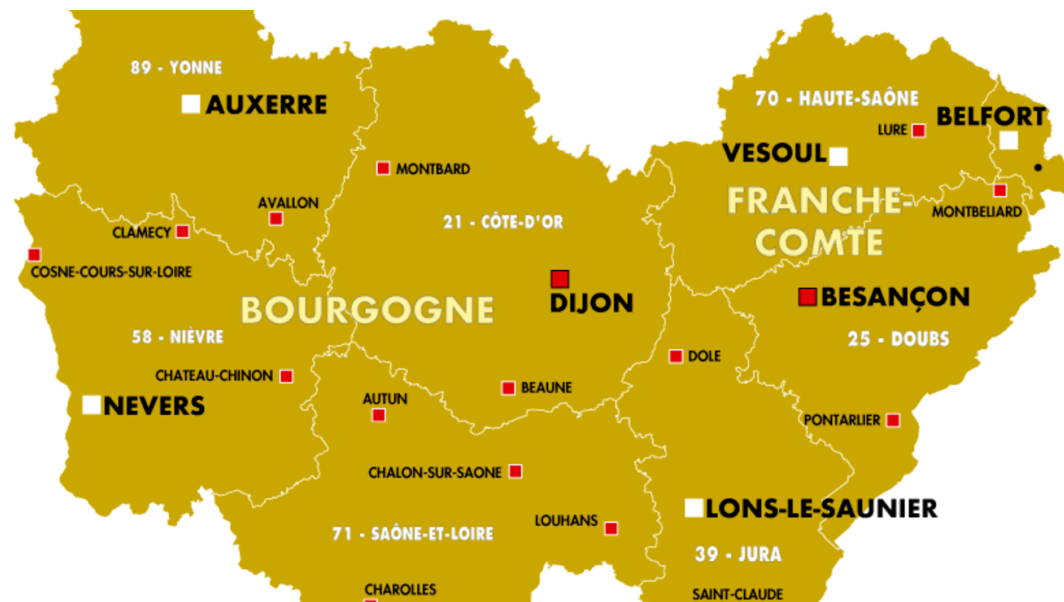 89 - YONNE
AUXERRE
70 - HAUTE-SAÔNE
BELFORT
LURE
VESOUL
MONTBARD
FRANCHE-
COMTE
AVALLON
MONTBELIARD
21 - CÔTE-D'OR
CLAMECY
COSNE-COURS-SUR-LOIRE
BOURGOGNE
DIJON
BESANÇON
58 - NIÈVRE
25 - DOUBS
DOLE
CHATEAU-CHINON
BEAUNE
AUTUN
NEVERS
PONTARLIER
CHALON-SUR-SAONE
LONS-LE-SAUNIER
LOUHANS
71 - SAÔNE-ET-LOIRE
39 - JURA
CHAROLLES
SAINT-CLAUDE